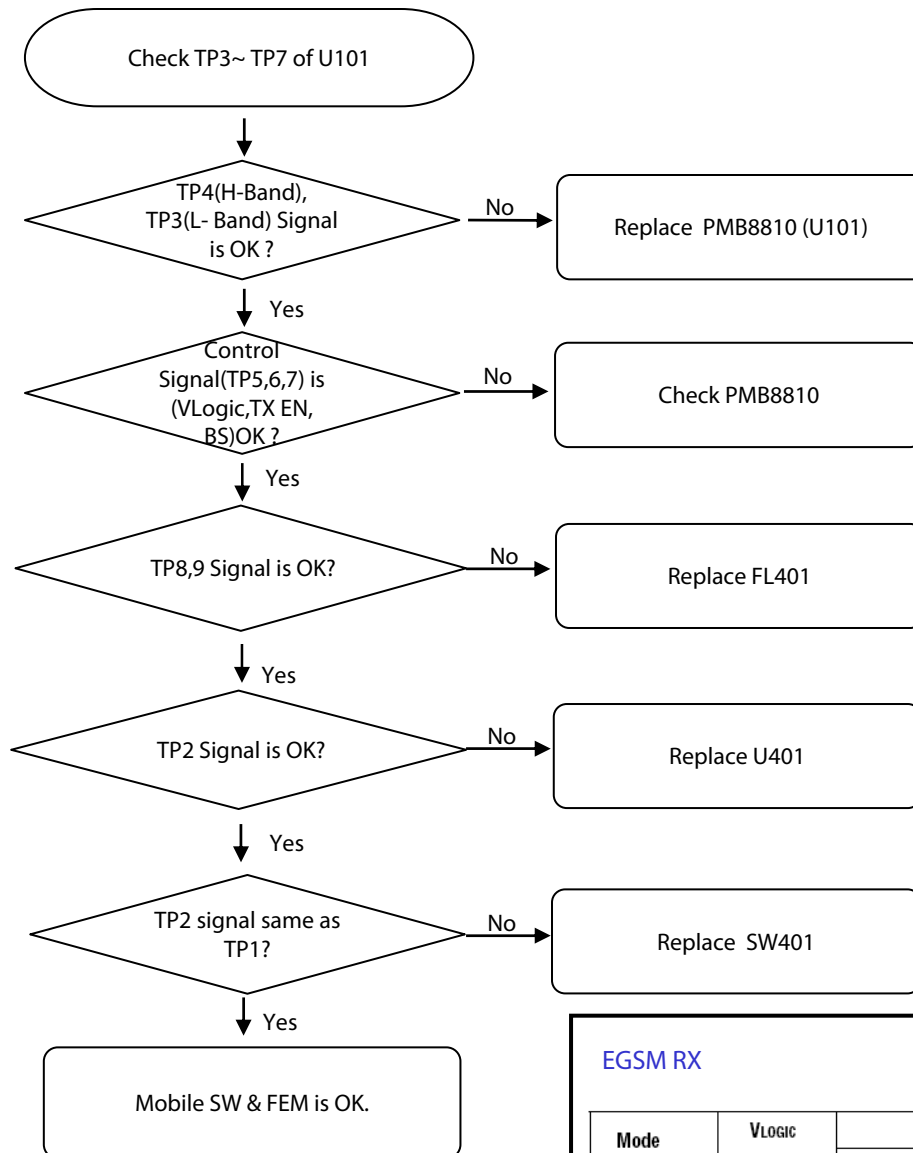 Check TP3~ TP7 of U101
TP4(H-Band),
TP3(L- Band) Signal
is OK ?
No
Replace  PMB8810 (U101)
Yes
Control
Signal(TP5,6,7) is
(VLogic,TX EN,
BS)OK ?
No
Check PMB8810
Yes
TP8,9 Signal is OK?
No
Replace FL401
Yes
TP2 Signal is OK?
No
Replace U401
Yes
TP2 signal same as
TP1?
No
Replace  SW401
Yes
Mobile SW & FEM is OK.
EGSM RX
Mode
VLOGIC